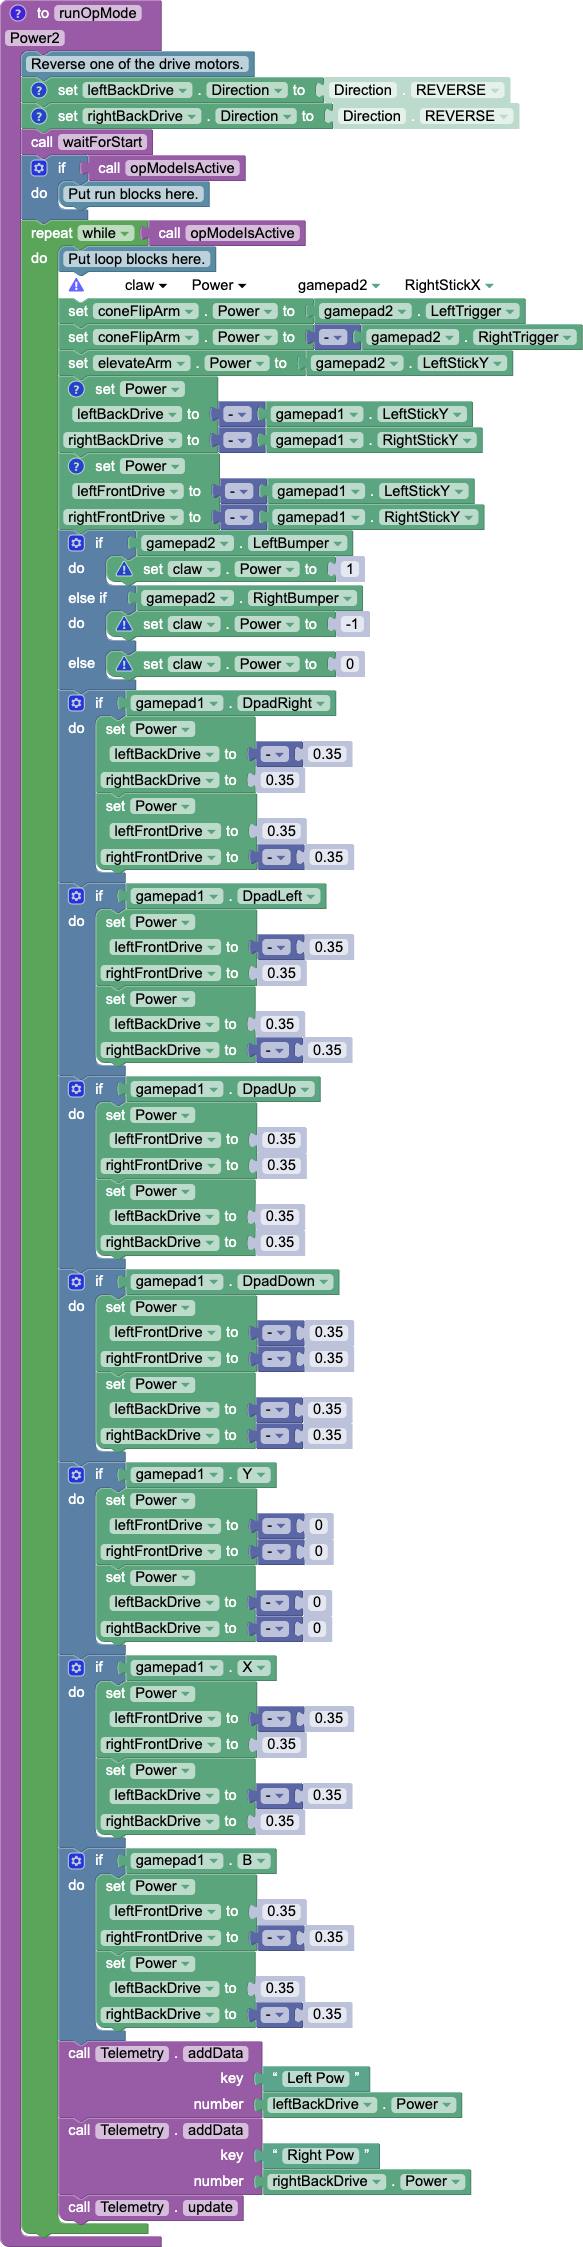 ? to runOpMode
Power2
Reverse one of the drive motors.
? set leftBackDrive . Direction to Direction . REVERSE
? set rightBackDrive . Direction to Direction . REVERSE
call waitForStart
if call opModeIsActive
do Put run blocks here.
repeat while call opModeIsActive
do Put loop blocks here.
claw Power gamepad2 RightStickX
set coneFlipArm . Power to gamepad2 . LeftTrigger
set coneFlipArm . Power to - gamepad2 . RightTrigger
set elevateArm . Power to gamepad2 . LeftStickY
? set Power
leftBackDrive to - gamepad1 . LeftStickY
rightBackDrive to - gamepad1 . RightStickY
? set Power
leftFrontDrive to - gamepad1 . LeftStickY
rightFrontDrive to - gamepad1 . RightStickY
if gamepad2 . LeftBumper
do set claw . Power to 1
else if gamepad2 . RightBumper
do set claw . Power to -1
else set claw . Power to 0
if gamepad1 . DpadRight
do set Power
leftBackDrive to - 0.35
rightBackDrive to 0.35
set Power
leftFrontDrive to 0.35
rightFrontDrive to - 0.35
if gamepad1 . DpadLeft
do set Power
leftFrontDrive to - 0.35
rightFrontDrive to 0.35
set Power
leftBackDrive to 0.35
rightBackDrive to - 0.35
if gamepad1 . DpadUp
do set Power
leftFrontDrive to 0.35
rightFrontDrive to 0.35
set Power
leftBackDrive to 0.35
rightBackDrive to 0.35
if gamepad1 . DpadDown
do set Power
leftFrontDrive to - 0.35
rightFrontDrive to - 0.35
set Power
leftBackDrive to - 0.35
rightBackDrive to - 0.35
if gamepad1 . Y
do set Power
leftFrontDrive to - 0
rightFrontDrive to - 0
set Power
leftBackDrive to - 0
rightBackDrive to - 0
if gamepad1 . X
do set Power
leftFrontDrive to - 0.35
rightFrontDrive to 0.35
set Power
leftBackDrive to - 0.35
rightBackDrive to 0.35
if gamepad1 . B
do set Power
leftFrontDrive to 0.35
rightFrontDrive to - 0.35
set Power
leftBackDrive to 0.35
rightBackDrive to - 0.35
call Telemetry . addData
key “ Left Pow ”
number leftBackDrive . Power
call Telemetry . addData
key “ Right Pow ”
number rightBackDrive . Power
call Telemetry . update